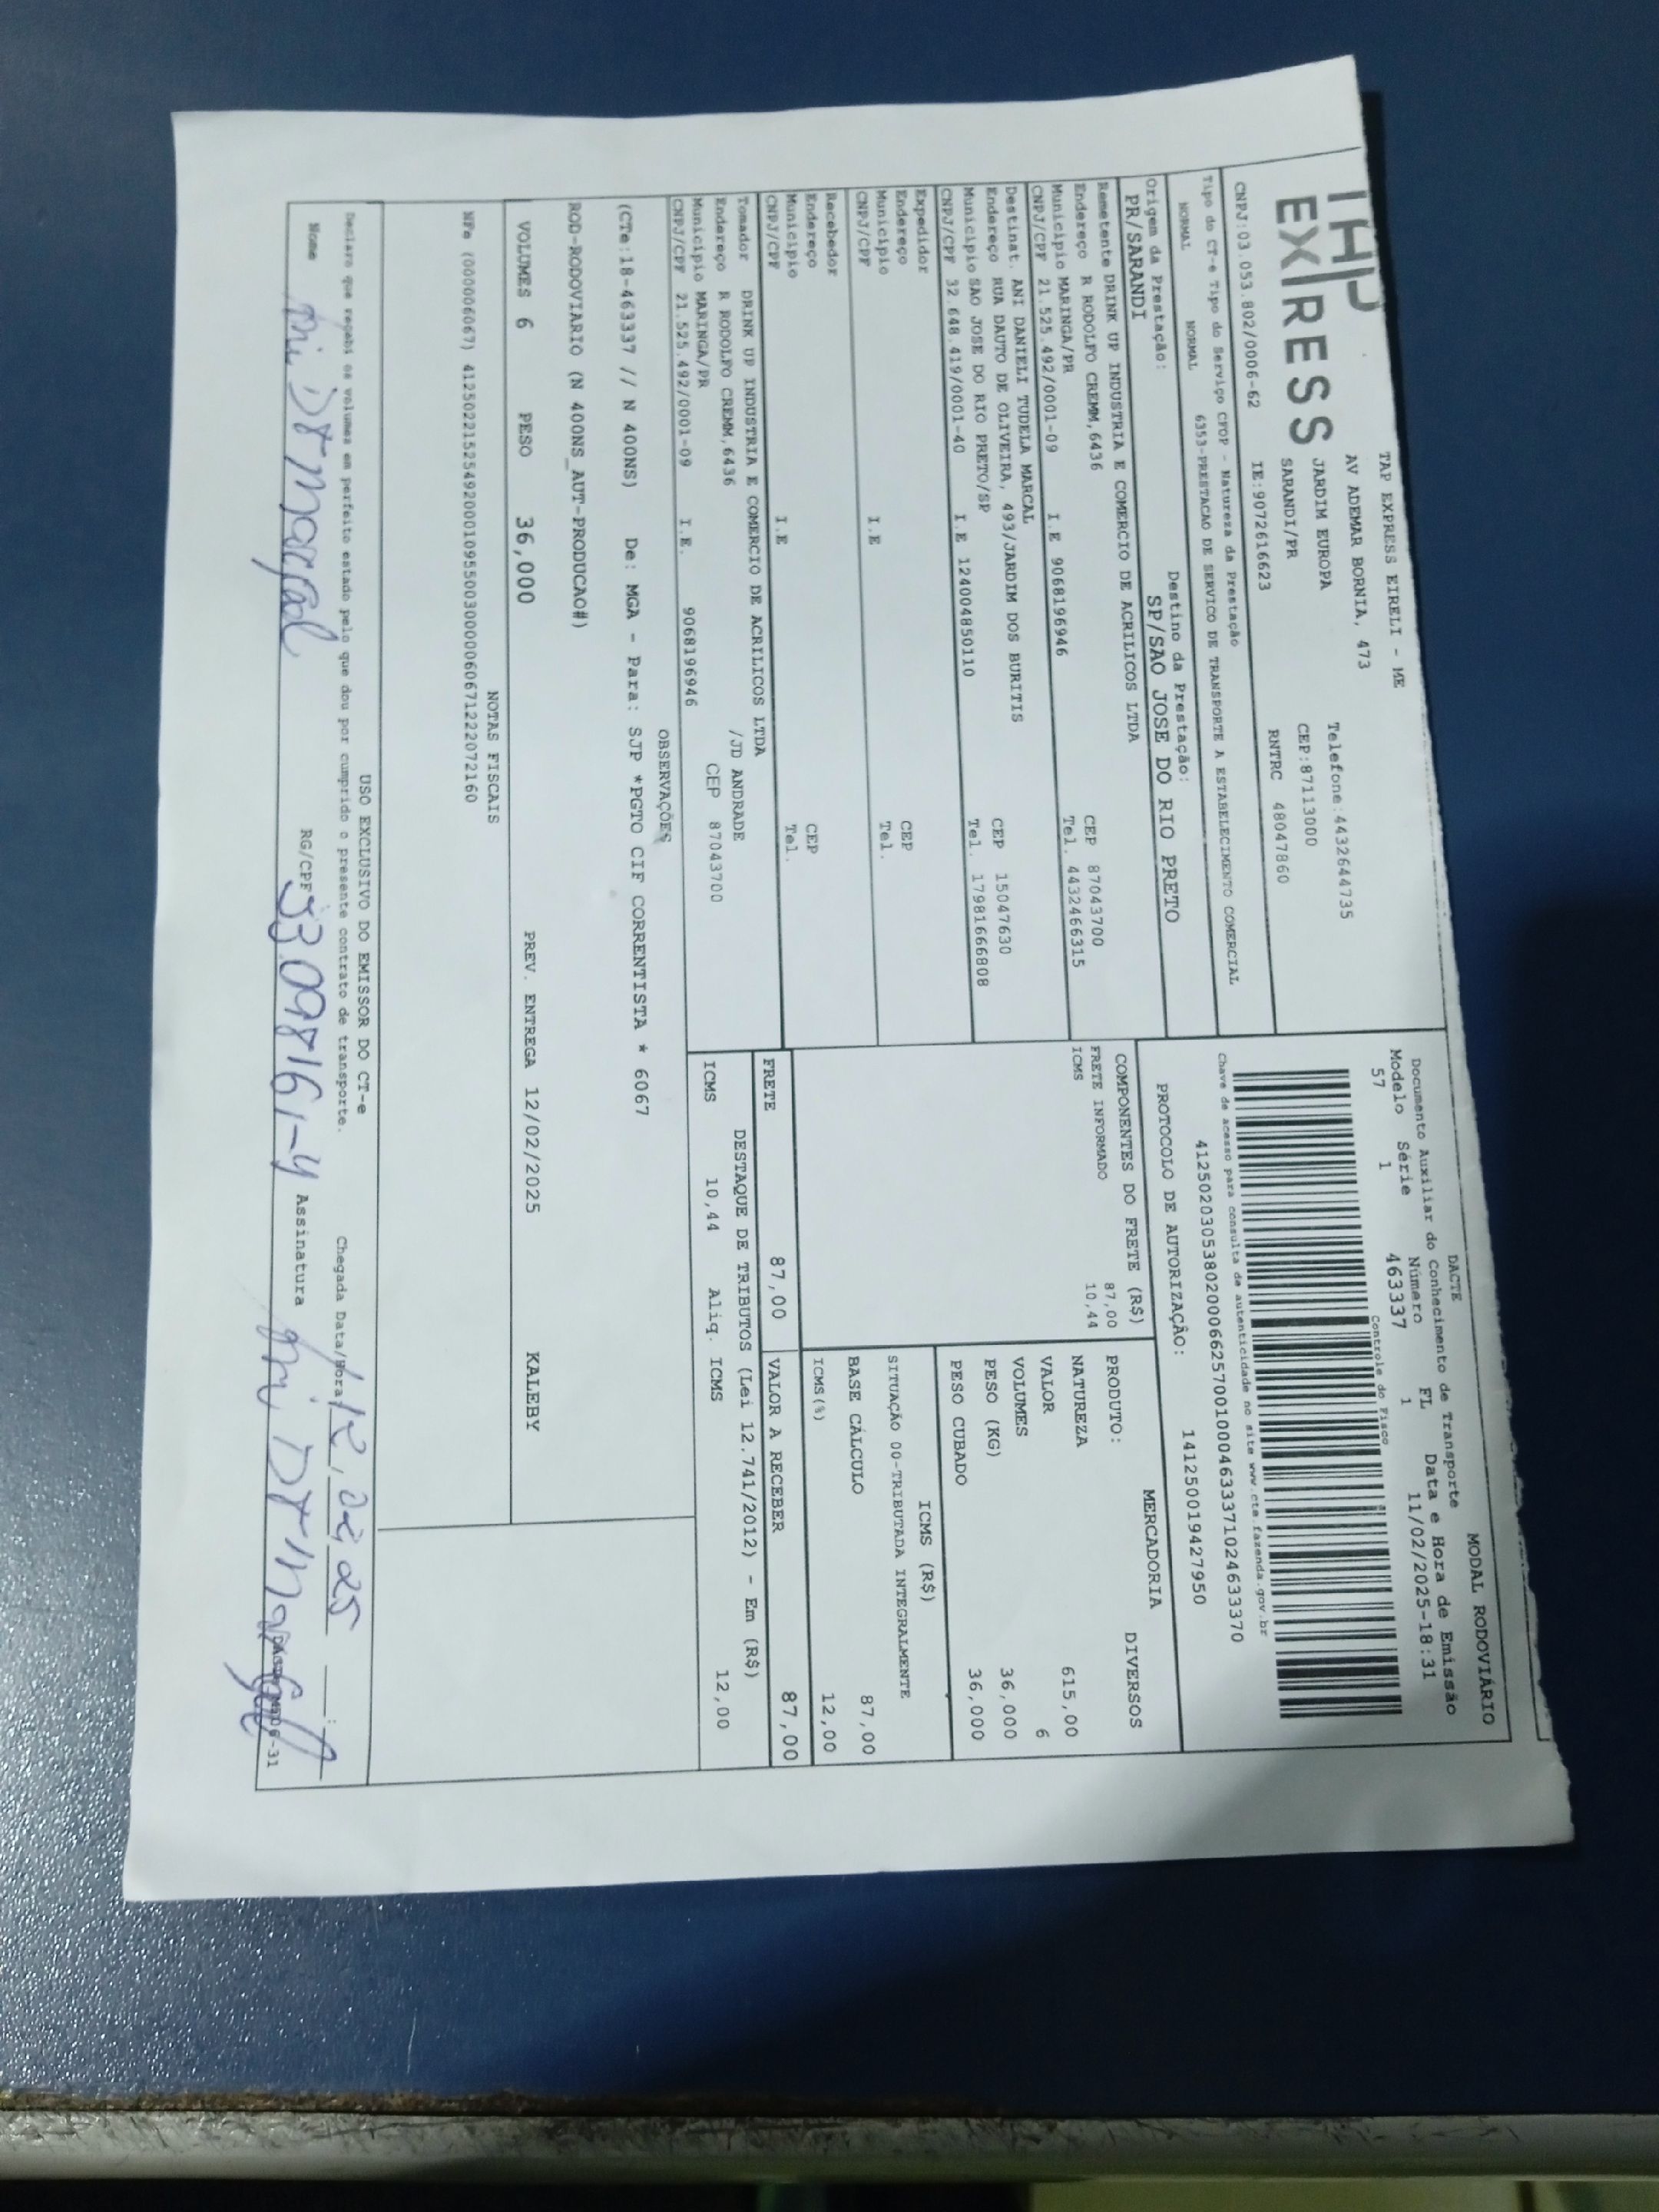 TAP EXPRESS EIRELI - ME
AV ADEMAR BORNIA, 473
JARDIM EUROPA
SARANDI/PR
Telefone:4432644735
CEP:87113000
CNPJ:03.053.802/0006-62 IE:9072616623 RNTRC 48047860
Tipo do CT-e Tipo do Serviço CFOP - Natureza da Prestação
NORMAL NORMAL 6353-PRESTACAO DE SERVICO DE TRANSPORTE A ESTABELECIMENTO COMERCIAL
Origem da Prestação: Destino da Prestação:
PR/SARANDI SP/SAO JOSE DO RIO PRETO
Remetente DRINK UP INDUSTRIA E COMERCIO DE ACRILICOS LTDA
Endereço R RODOLFO CREMM,6436 CEP 87043700
Município MARINGA/PR Tel. 4432466315
CNPJ/CPF 21.525.492/0001-09 I.E 9068196946
Destinat. ANI DANIELI TUDELA MARCAL
Endereço RUA DAUTO DE OLIVEIRA, 493/JARDIM DOS BURITIS CEP 15047630
Município SAO JOSE DO RIO PRETO/SP Tel. 17981666808
CNPJ/CPF 32.648.419/0001-40 I.E 124004850110
Expedidor
Endereço CEP
Município Tel.
CNPJ/CPF I.E
Recebedor
Endereço CEP
Município Tel.
CNPJ/CPF I.E
Tomador DRINK UP INDUSTRIA E COMERCIO DE ACRILICOS LTDA
Endereço R RODOLFO CREMM,6436 /JD ANDRADE
Município MARINGA/PR CEP 87043700
CNPJ/CPF 21.525.492/0001-09 I.E. 9068196946
MODAL RODOVIÁRIO
DACTE
Documento Auxiliar do Conhecimento de Transporte
Modelo Série Número FL Data e Hora de Emissão
57 1 463337 1 11/02/2025-18:31
Controle do Fisco
Chave de acesso para consulta de autenticidade no site www.cte.fazenda.gov.br
41250203053802000662570010004633371024633370
PROTOCOLO DE AUTORIZAÇÃO: 141250019427950
COMPONENTES DO FRETE (R$)
FRETE INFORMADO 87,00
ICMS 10,44
MERCADORIA
PRODUTO: DIVERSOS
NATUREZA
VALOR 615,00
VOLUMES 6
PESO (KG) 36,000
PESO CUBADO 36,000
ICMS (R$)
SITUAÇÃO 00-TRIBUTADA INTEGRALMENTE
BASE CÁLCULO 87,00
ICMS(%) 12,00
FRETE 87,00 VALOR A RECEBER 87,00
DESTAQUE DE TRIBUTOS (Lei 12.741/2012) - Em (R$)
ICMS 10,44 Aliq. ICMS 12,00
OBSERVAÇÕES
(CTe:18-463337 // N 400NS) De: MGA - Para: SJP *PGTO CIF CORRENTISTA * 6067
ROD-RODOVIARIO (N 400NS_AUT-PRODUCAO#)
VOLUMES 6 PESO 36,000 PREV. ENTREGA 12/02/2025 KALEBY
NOTAS FISCAIS
NFe (000006067) 41250221525492000109550030000060671222072160
USO EXCLUSIVO DO EMISSOR DO CT-e
Declaro que recebi os volumes em perfeito estado pelo que dou por cumprido o presente contrato de transporte. Chegada Data/Hora 12, 02, 25
Nome Ani DT Marçal RG/CPF 33.09816 1-4 Assinatura Ani DT Marçal